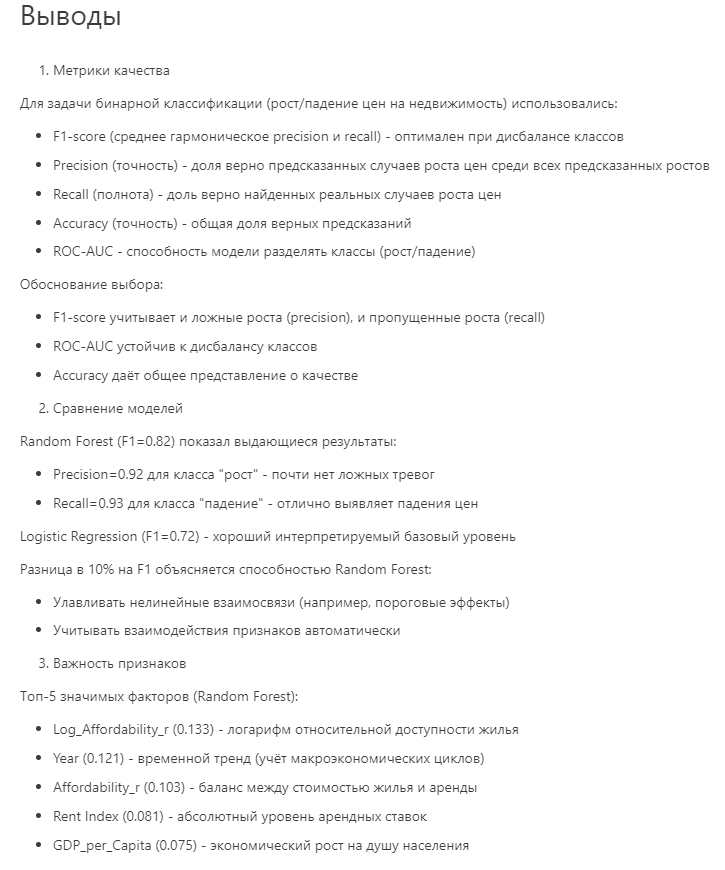 Выводы
1. Метрики качества
Для задачи бинарной классификации (рост/падение цен на недвижимость) использовались:
• F1-score (среднее гармоническое precision и recall) - оптимален при дисбалансе классов
• Precision (точность) - доля верно предсказанных случаев роста цен среди всех предсказанных ростов
• Recall (полнота) - доль верно найденных реальных случаев роста цен
• Accuracy (точность) - общая доля верных предсказаний
• ROC-AUC - способность модели разделять классы (рост/падение)
Обоснование выбора:
• F1-score учитывает и ложные роста (precision), и пропущенные роста (recall)
• ROC-AUC устойчив к дисбалансу классов
• Accuracy даёт общее представление о качестве
2. Сравнение моделей
Random Forest (F1=0.82) показал выдающиеся результаты:
• Precision=0.92 для класса "рост" - почти нет ложных тревог
• Recall=0.93 для класса "падение" - отлично выявляет падения цен
Logistic Regression (F1=0.72) - хороший интерпретируемый базовый уровень
Разница в 10% на F1 объясняется способностью Random Forest:
• Улавливать нелинейные взаимосвязи (например, пороговые эффекты)
• Учитывать взаимодействия признаков автоматически
3. Важность признаков
Топ-5 значимых факторов (Random Forest):
• Log_Affordability_r (0.133) - логарифм относительной доступности жилья
• Year (0.121) - временной тренд (учёт макроэкономических циклов)
• Affordability_r (0.103) - баланс между стоимостью жилья и аренды
• Rent Index (0.081) - абсолютный уровень арендных ставок
• GDP_per_Capita (0.075) - экономический рост на душу населения